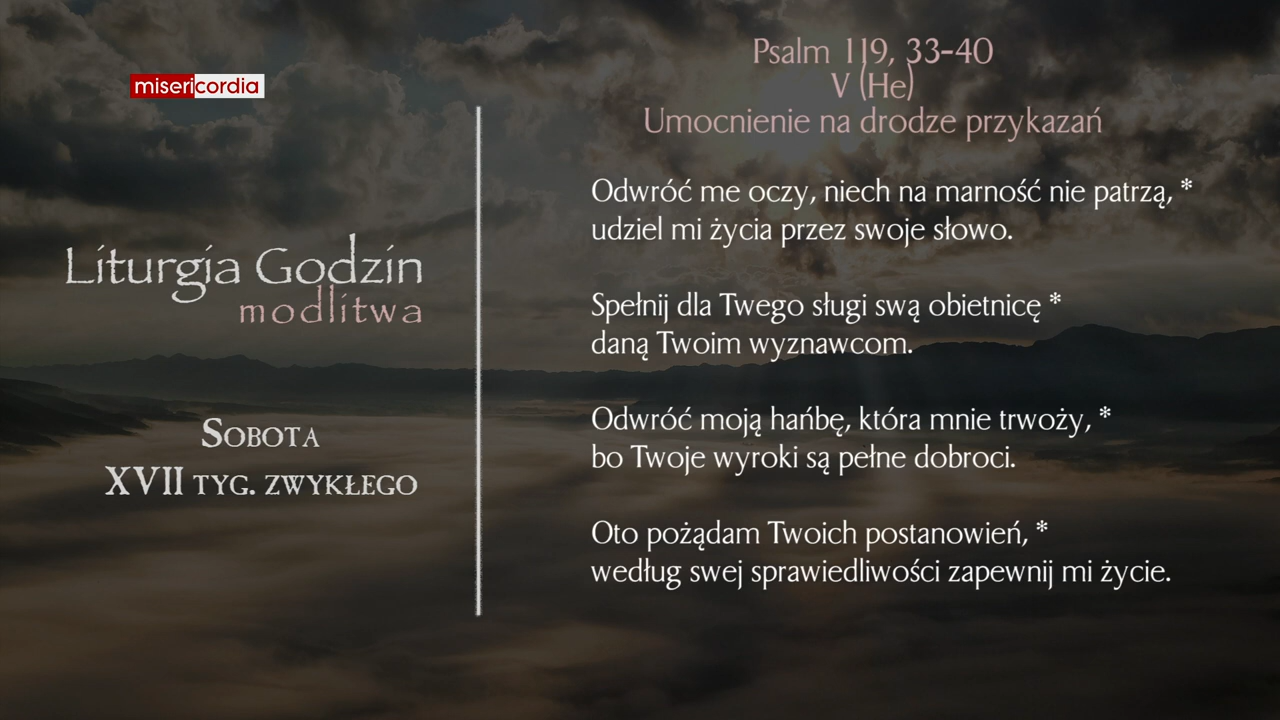 misericordia
Liturgia Godzin
modlitwa
Sobota
XVII tyg. zwykłego
Psalm 119, 33-40
V (He)
Umocnienie na drodze przykazań
Odwróć me oczy, niech na marność nie patrzą, *
udziel mi życia przez swoje słowo.
Spełnij dla Twego sługi swą obietnicę *
daną Twoim wyznawcom.
Odwróć moją hańbę, która mnie trwoży, *
bo Twoje wyroki są pełne dobroci.
Oto pożądam Twoich postanowień, *
według swej sprawiedliwości zapewnij mi życie.